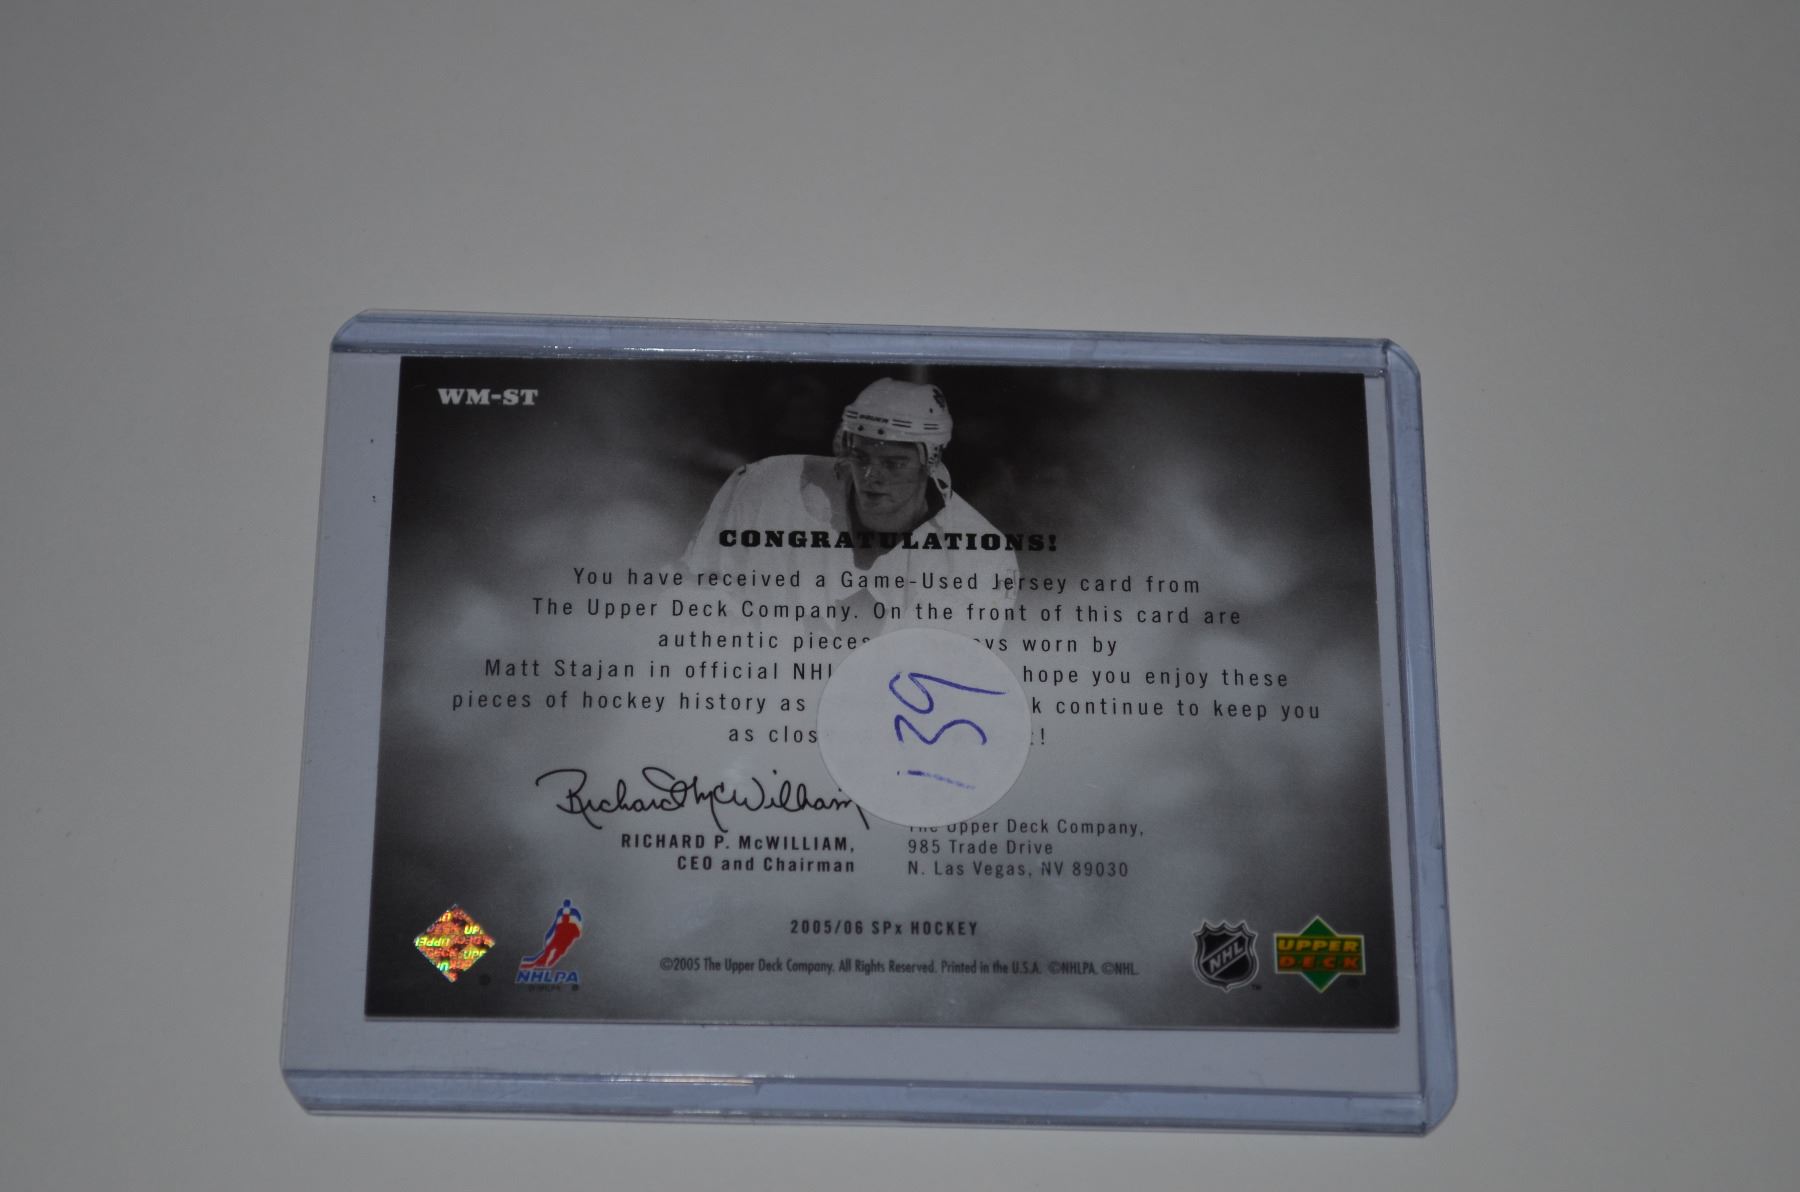 WM-ST
CONGRATULATIONS!
You have received a Game-Used Jersey card from
The Upper Deck Company. On the front of this card are
authentic pieces worn by
Matt Stajan in official NHL hope you enjoy these
pieces of hockey history as continue to keep you
as
139
Richard McWilliam
RICHARD P. McWILLIAM,
CEO and Chairman
The Upper Deck Company,
985 Trade Drive
N. Las Vegas, NV 89030
NHLPA
2005/06 SPx HOCKEY
©2005 The Upper Deck Company. All Rights Reserved. Printed in the U.S.A. ©NHLPA. ©NHL.
NHL
UPPER
DECK